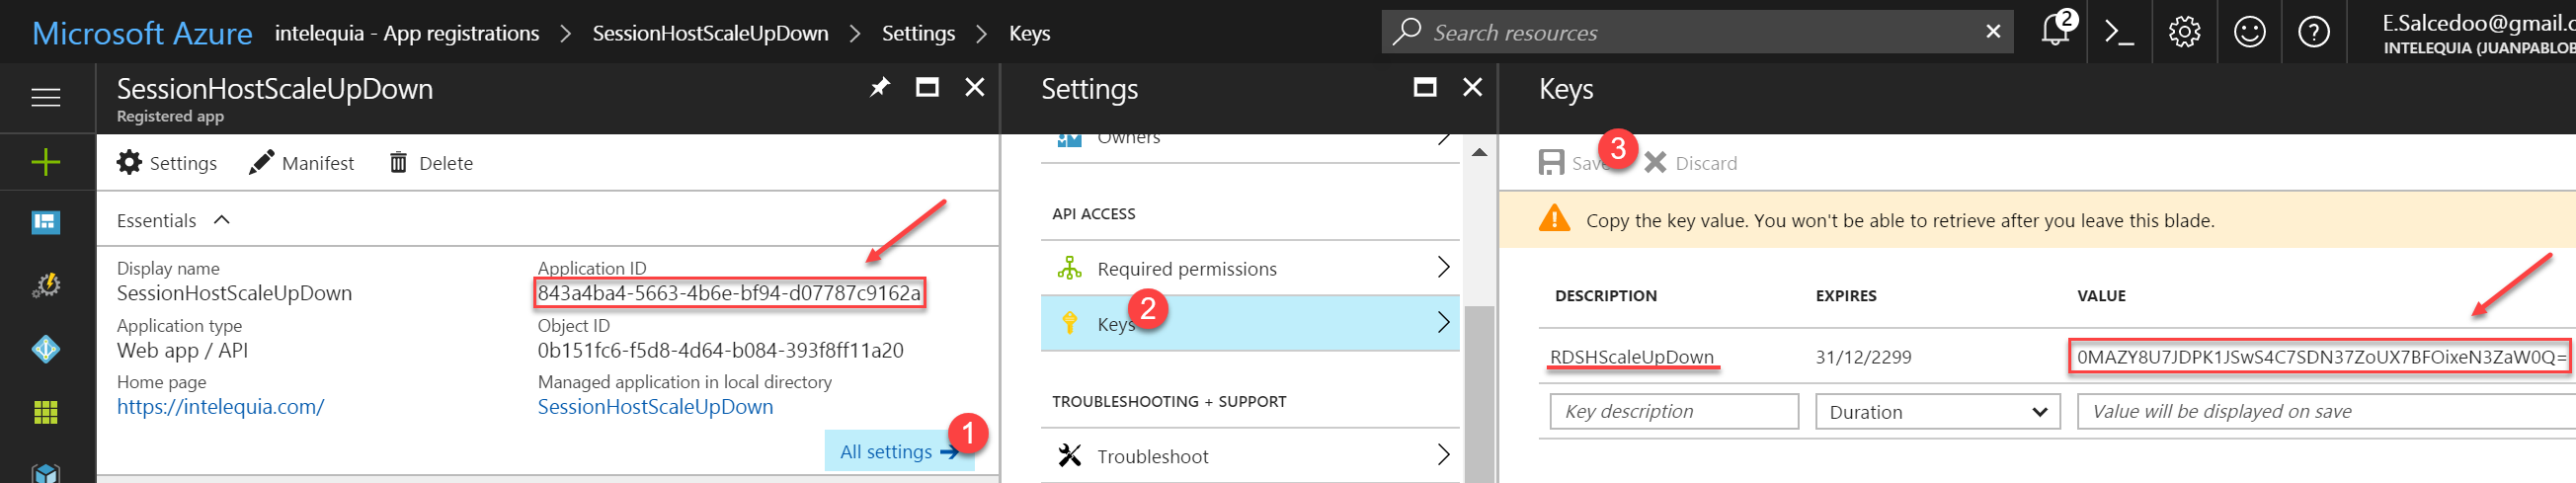 Microsoft Azure intelequia - App registrations > SessionHostScaleUpDown > Settings > Keys
Search resources
2
E.Salcedoo@gmail.c
INTELEQUIA (JUANPABLOB
SessionHostScaleUpDown
Registered app
Settings Manifest Delete
Essentials
Display name
SessionHostScaleUpDown
Application ID
843a4ba4-5663-4b6e-bf94-d07787c9162a
Application type
Web app / API
Object ID
0b151fc6-f5d8-4d64-b084-393f8ff11a20
Home page
https://intelequia.com/
Managed application in local directory
SessionHostScaleUpDown
All settings
1
Settings
Owners
API ACCESS
Required permissions
Keys
2
TROUBLESHOOTING + SUPPORT
Troubleshoot
Keys
Save 3 Discard
Copy the key value. You won't be able to retrieve after you leave this blade.
DESCRIPTION EXPIRES VALUE
RDSHScaleUpDown 31/12/2299 0MAZY8U7JDPK1JSwS4C7SDN37ZoUX7BFOixeN3ZaW0Q=
Key description Duration Value will be displayed on save